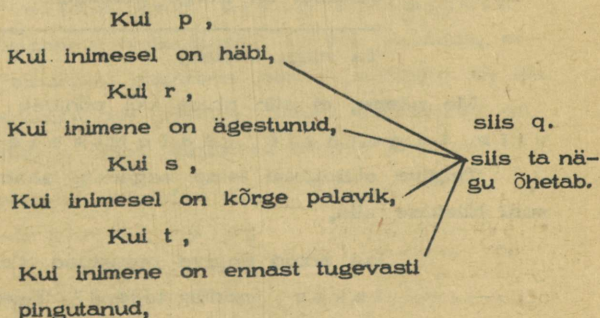 Kui p,
Kui inimesel on häbi,
Kui r,
Kui inimene on ägestunud,
siis q.
Kui s,
siis ta nä-
gu õhetab.
Kui inimesel on kõrge palavik,
Kui t,
Kui inimene on ennast tugevasti
pingutanud,